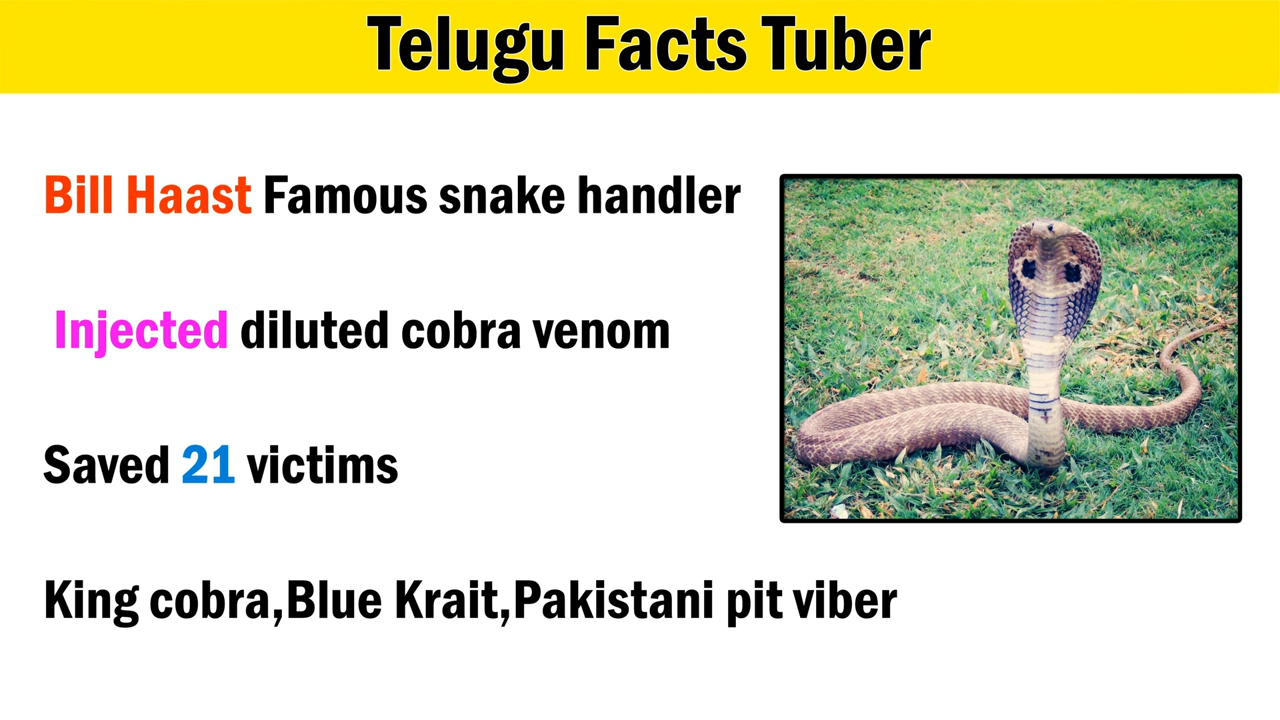 Telugu Facts Tuber
Bill Haast Famous snake handler
Injected diluted cobra venom
Saved 21 victims
King cobra,Blue Krait,Pakistani pit viber